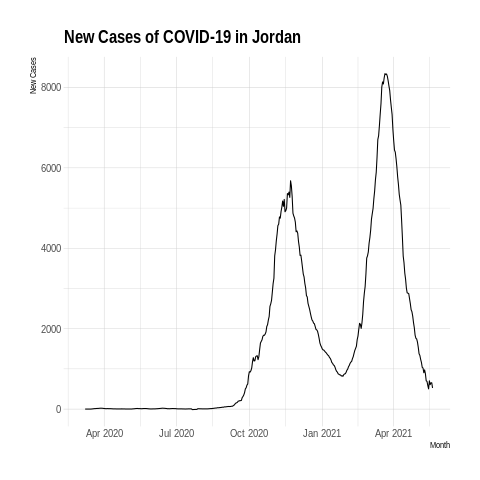 New Cases of COVID-19 in Jordan
New Cases
8000
6000
4000
2000
0
Apr 2020 Jul 2020 Oct 2020 Jan 2021 Apr 2021
Month